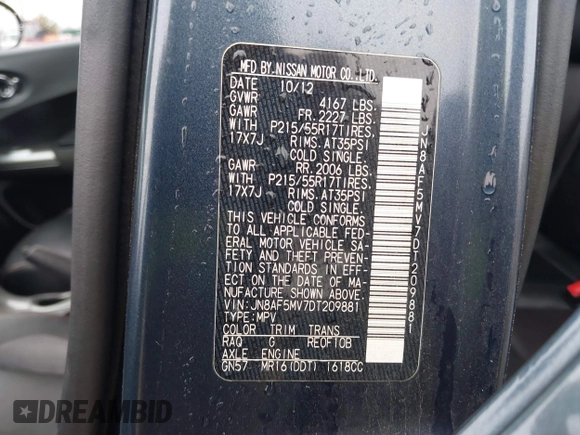 MFD BY.NISSAN MOTOR CO.,LTD.
DATE 10/12
GVWR 4167 LBS.
GAWR FR. 2227 LBS.
WITH P215/55R17TIRES,
17X7J RIMS.AT35PSI
COLD SINGLE.
GAWR RR. 2006 LBS.
WITH P215/55R17TIRES,
17X7J RIMS.AT35PSI
COLD SINGLE.
THIS VEHICLE CONFORMS
TO ALL APPLICABLE FED-
ERAL MOTOR VEHICLE SA-
FETY AND THEFT PREVEN-
TION STANDARDS IN EFF-
ECT ON THE DATE OF MA-
NUFACTURE SHOWN ABOVE.
VIN:JN8AF5MV7DT209881
TYPE:MPV
COLOR TRIM TRANS
RAQ G RE0F10B
AXLE ENGINE
GN57 MR16(DDT) 1618CC
JN8AF5MV7DT209881
DREAMBID